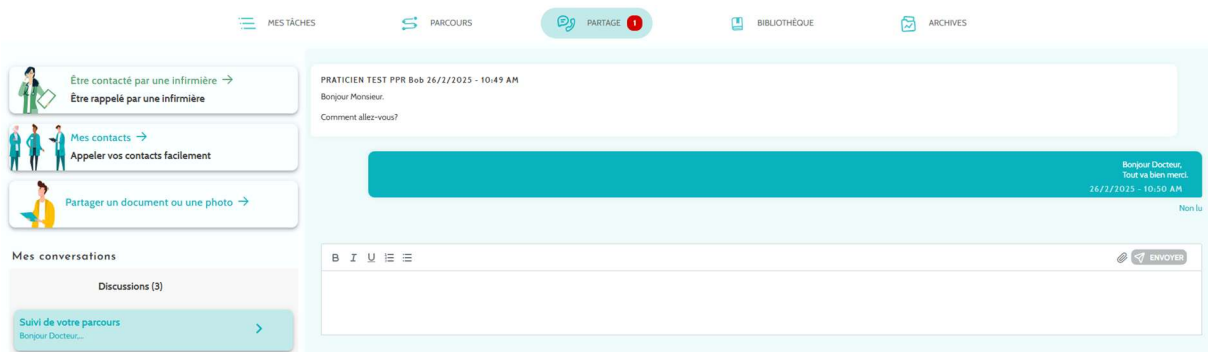 MES TÂCHES
PARCOURS
PARTAGE 1
BIBLIOTHÈQUE
ARCHIVES
Être contacté par une infirmière →
Être rappelé par une infirmière
Mes contacts →
Appeler vos contacts facilement
Partager un document ou une photo →
Mes conversations
Discussions (3)
Suivi de votre parcours
Bonjour Docteur,...
PRATICIEN TEST PPR Bob 26/2/2025 - 10:49 AM
Bonjour Monsieur.
Comment allez-vous?
Bonjour Docteur,
Tout va bien merci.
26/2/2025 - 10:50 AM
Non lu
B I U
ENVOYER